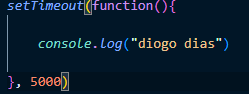 setTimeout(function(){
console.log("diogo dias")
}, 5000)